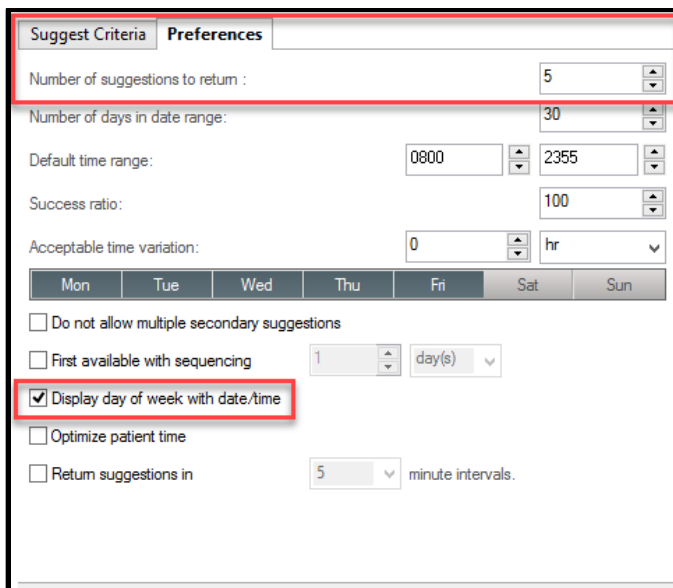 Suggest Criteria Preferences
Number of suggestions to return : 5
Number of days in date range: 30
Default time range: 0800 2355
Success ratio: 100
Acceptable time variation: 0 hr
Mon Tue Wed Thu Fri Sat Sun
Do not allow multiple secondary suggestions
First available with sequencing 1 day(s)
Display day of week with date/time
Optimize patient time
Return suggestions in 5 minute intervals.